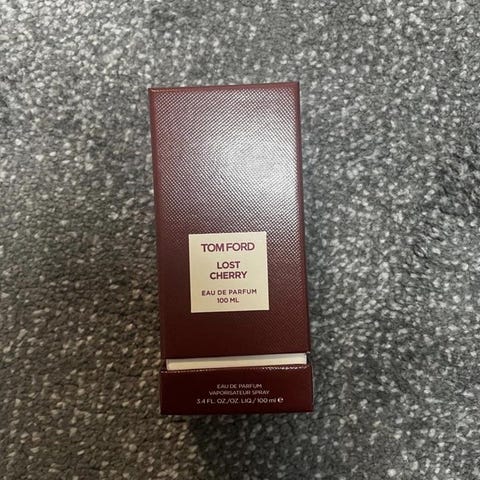 TOM FORD
LOST
CHERRY
EAU DE PARFUM
100 ML
EAU DE PARFUM
VAPORISATEUR SPRAY
3.4 FL. OZ./OZ. LIQ / 100 ml e